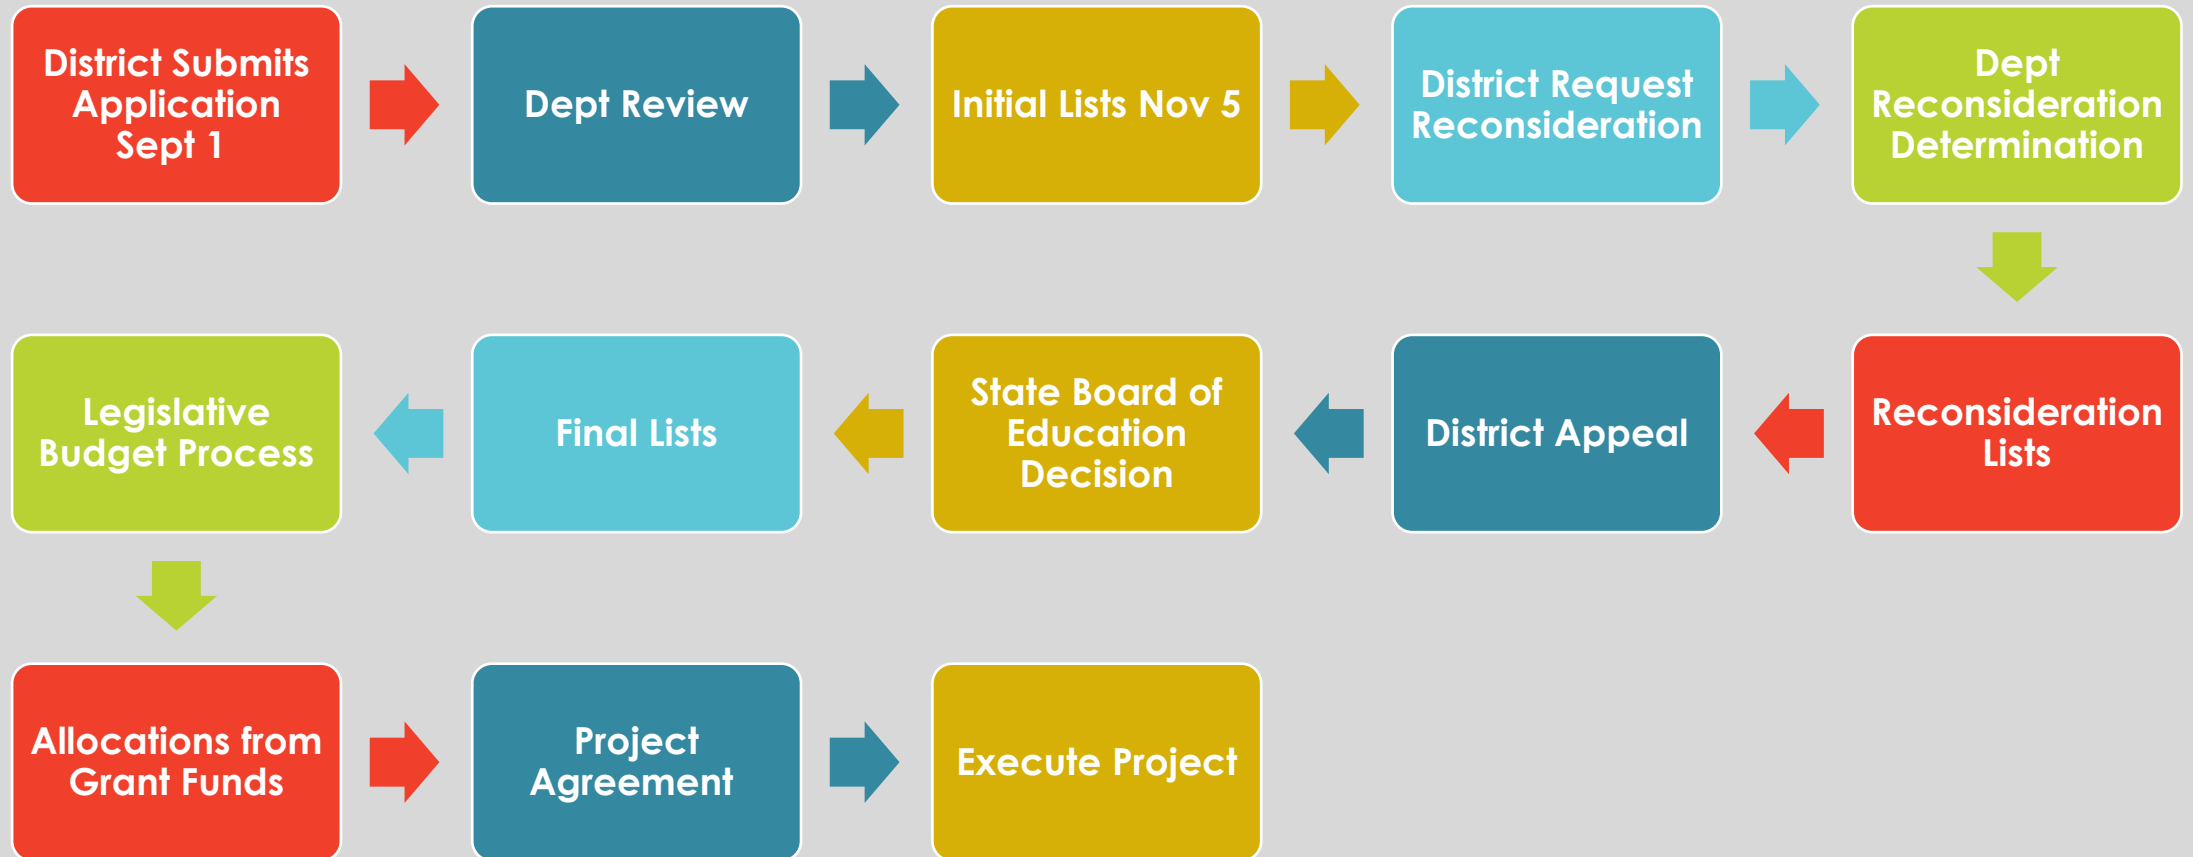 District Submits
Application
Sept 1
Dept Review
Initial Lists Nov 5
District Request
Reconsideration
Dept
Reconsideration
Determination
Reconsideration
Lists
District Appeal
State Board of
Education
Decision
Final Lists
Legislative
Budget Process
Allocations from
Grant Funds
Project
Agreement
Execute Project